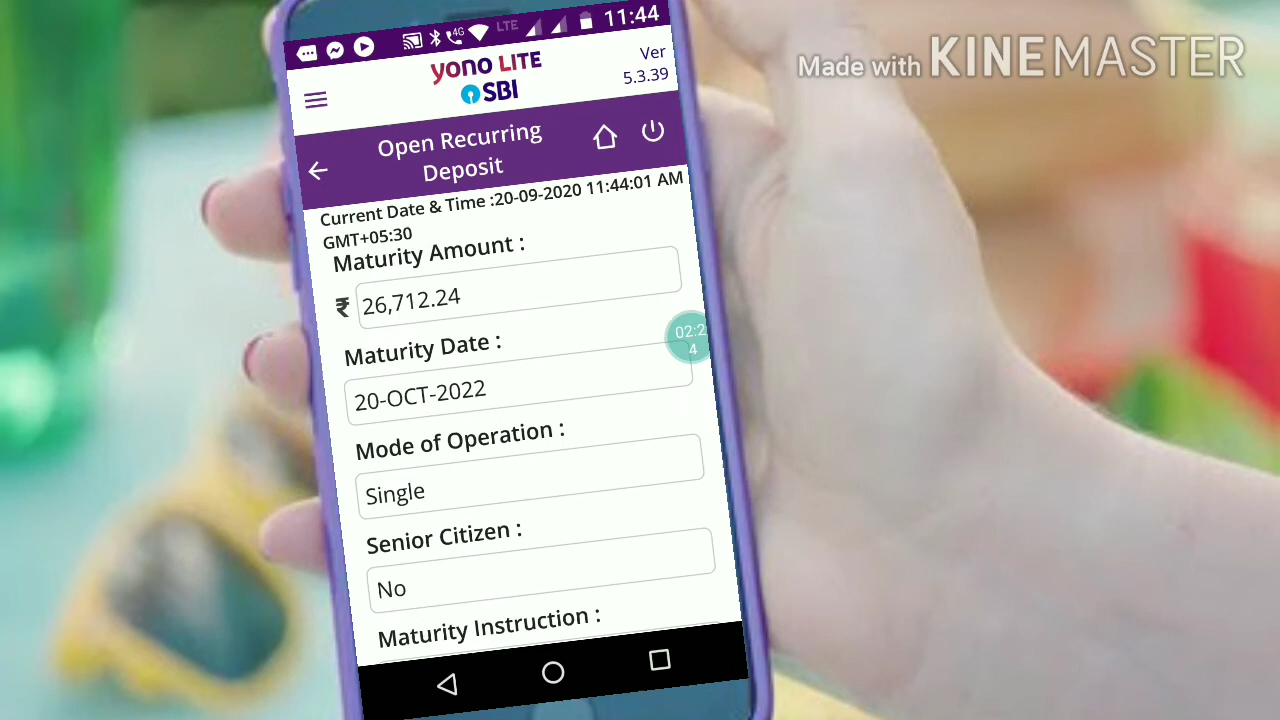 Made with KINEMASTER
4G
LTE
11:44
yono LITE
SBI
Ver
5.3.39
Open Recurring
Deposit
Current Date & Time :20-09-2020 11:44:01 AM
GMT+05:30
Maturity Amount :
₹ 26,712.24
02:2
4
Maturity Date :
20-OCT-2022
Mode of Operation :
Single
Senior Citizen :
No
Maturity Instruction :